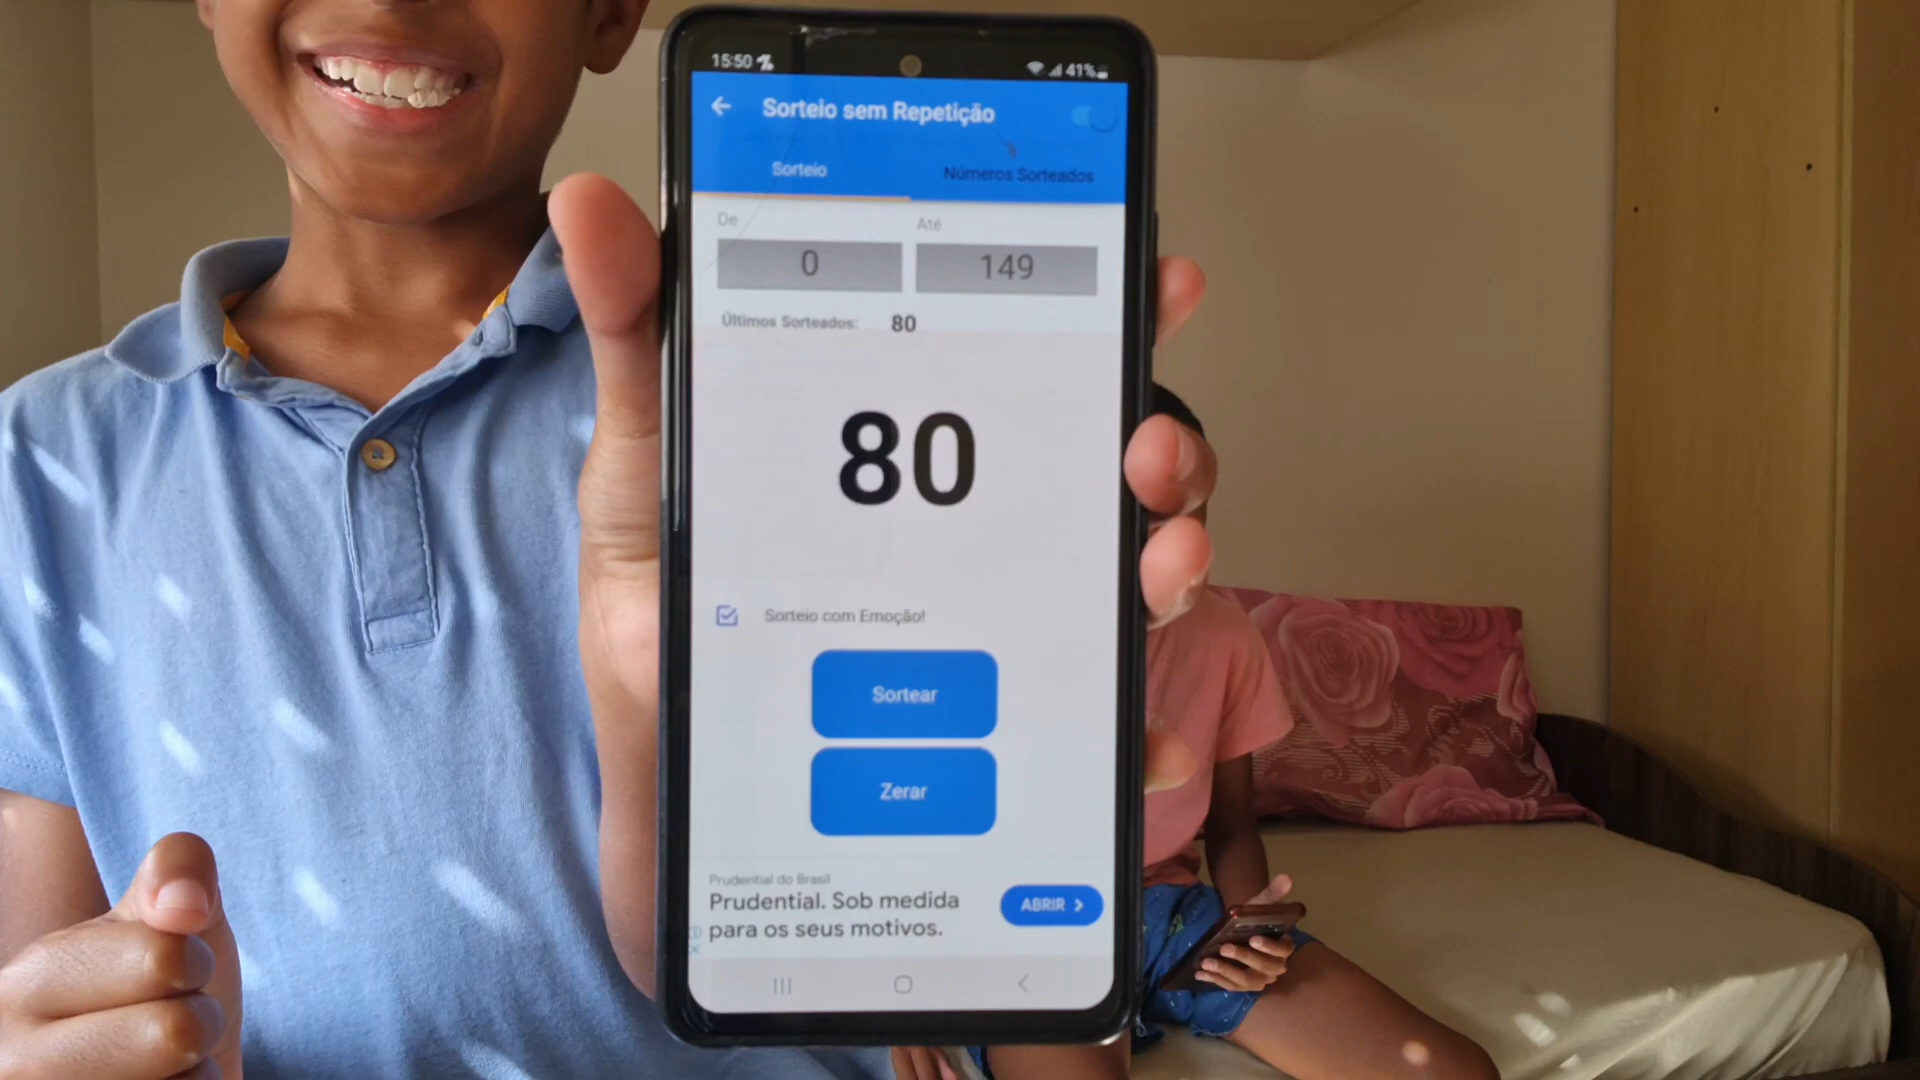 15:50
41%
Sorteio sem Repetição
Sorteio
Números Sorteados
De
Até
0
149
Últimos Sorteados: 80
80
Sorteio com Emoção!
Sortear
Zerar
Prudential do Brasil
Prudential. Sob medida
para os seus motivos.
ABRIR